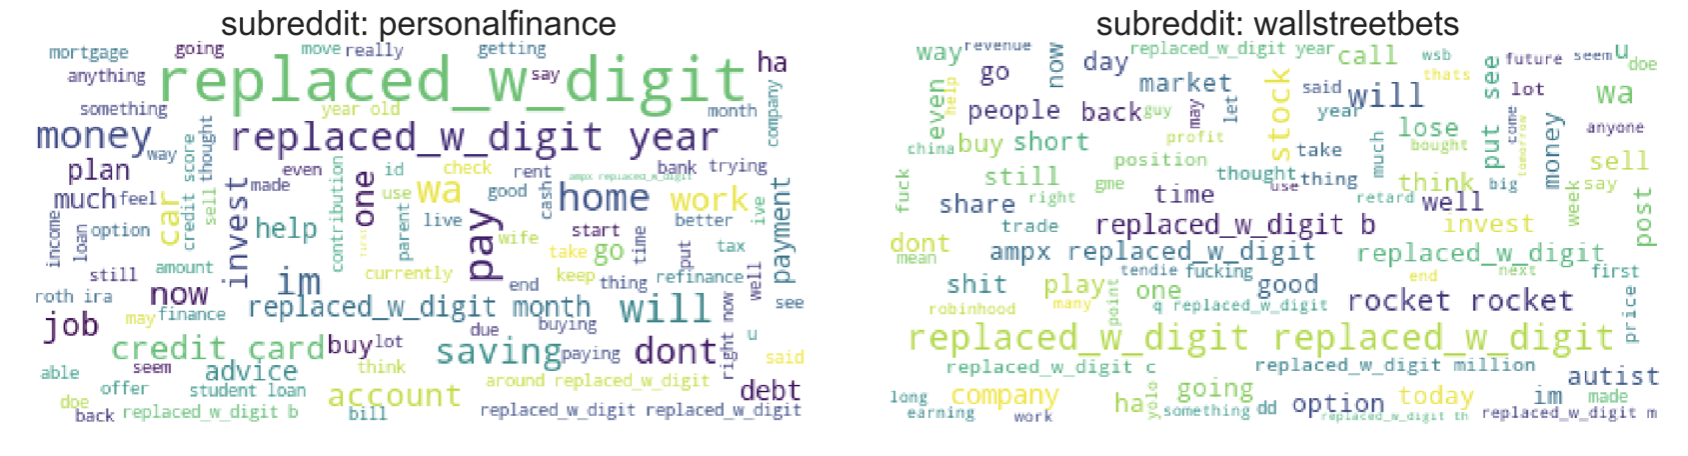 subreddit: personalfinance
mortgage
going
move
really
getting
anything
replaced_w_digit
say
ha
something
year old
month
company
money
replaced_w_digit year
way
credit score
thought
plan
even
id
check
rent
bank
trying
made
contribution
use
wa
good
cash
ampx replaced_w_digit
home
work
payment
much
feel
car
sell
invest
one
live
pay
better
ive
income
loan
option
help
parent
wife
start
take
go
time
put
tax
still
amount
im
currently
end
keep
thing
refinance
well
roth ira
now
replaced_w_digit month
will
see
job
may
finance
due
buying
right now
u
credit card
buy
lot
saving
paying
dont
said
able
seem
advice
think
offer
student loan
account
around replaced_w_digit
debt
doe
back
replaced_w_digit b
bill
replaced_w_digit replaced_w_digit
subreddit: wallstreetbets
way
revenue
now
replaced_w_digit year
call
wsb
future
seem
u
doe
go
day
market
stock
said
will
thats
see
lot
wa
even
help
people
back
guy
may
let
year
put
come
china
buy
short
profit
take
much
lose
bought
tomorrow
anyone
money
fuck
still
position
thought
use
thing
think
big
sell
say
share
right
gme
time
retard
well
week
trade
replaced_w_digit b
invest
post
dont
mean
ampx replaced_w_digit
replaced_w_digit
shit
tendie
fucking
end
next
first
play
one
good
robinhood
many
point
q replaced_w_digit
rocket rocket
price
replaced_w_digit replaced_w_digit
replaced_w_digit c
replaced_w_digit million
autist
long
company
going
im
made
earning
work
ha
yolo
something
dd
option
today
replaced_w_digit th
replaced_w_digit m